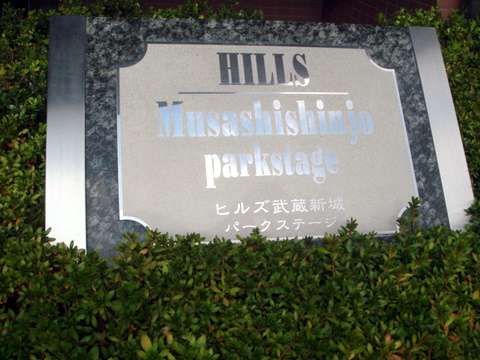 HILLS
Musashishinjo
parkstage
ヒルズ武蔵新城
パークステージ